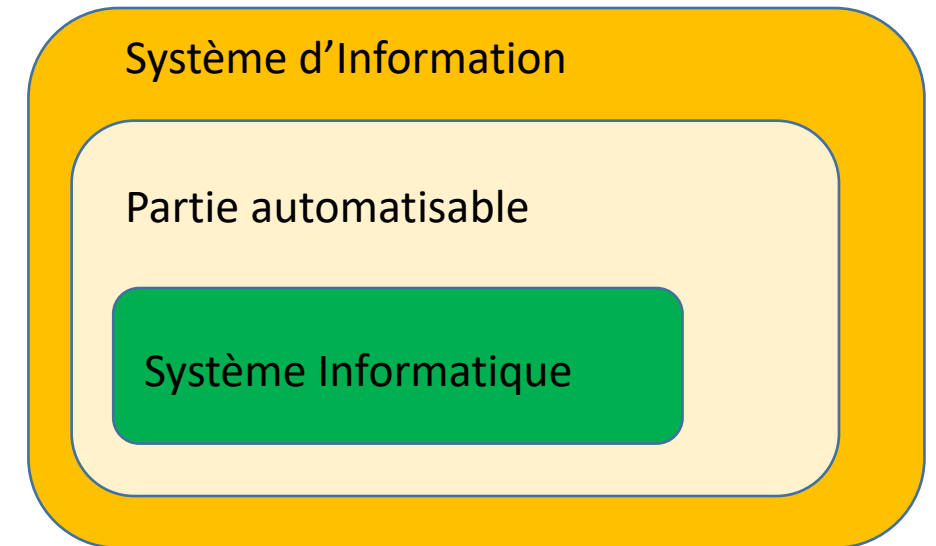 Système d’Information
Partie automatisable
Système Informatique